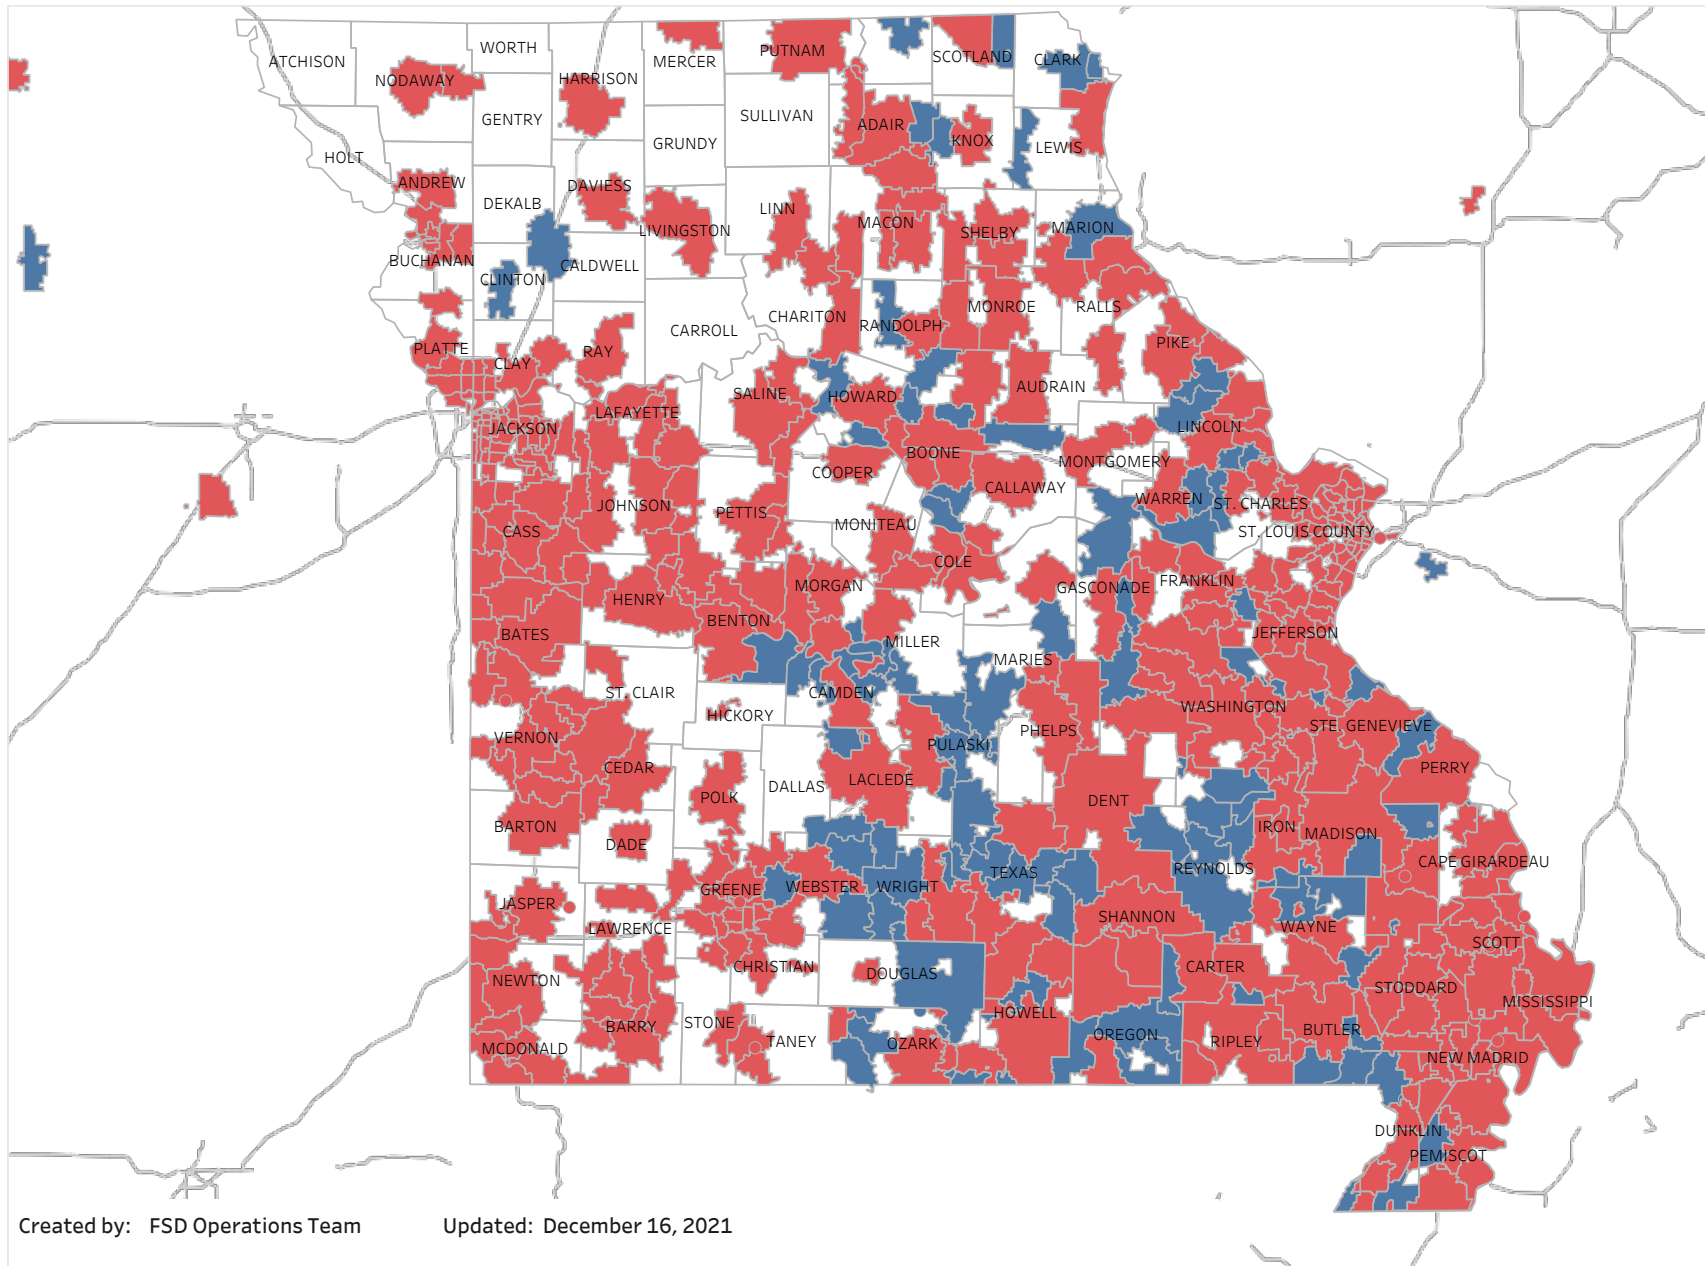 ATCHISON
WORTH
NODAWAY
HARRISON
MERCER
PUTNAM
SCOTLAND
CLARK
GENTRY
SULLIVAN
ADAIR
KNOX
LEWIS
GRUNDY
HOLT
ANDREW
DAVIESS
DEKALB
LINN
LIVINGSTON
MACON
SHELBY
MARION
BUCHANAN
CLINTON
CALDWELL
CHARITON
CARROLL
RANDOLPH
MONROE
RALLS
PLATTE
CLAY
RAY
PIKE
SALINE
HOWARD
AUDRAIN
LAFAYETTE
JACKSON
LINCOLN
BOONE
COOPER
MONTGOMERY
CALLAWAY
WARREN
ST. CHARLES
JOHNSON
PETTIS
MONITEAU
CASS
ST. LOUIS COUNTY
COLE
MORGAN
GASCONADE
FRANKLIN
HENRY
BENTON
BATES
MILLER
JEFFERSON
MARIES
ST. CLAIR
CAMDEN
HICKORY
WASHINGTON
STE. GENEVIEVE
VERNON
PULASKI
PHELPS
CEDAR
POLK
DALLAS
LACLEDE
PERRY
DENT
BARTON
DADE
IRON
MADISON
CAPE GIRARDEAU
REYNOLDS
TEXAS
GREENE
WEBSTER
WRIGHT
JASPER
LAWRENCE
SHANNON
WAYNE
SCOTT
CHRISTIAN
DOUGLAS
CARTER
NEWTON
STODDARD
MISSISSIPPI
BARRY
STONE
HOWELL
TANEY
OZARK
OREGON
RIPLEY
BUTLER
MCDONALD
NEW MADRID
DUNKLIN
PEMISCOT
Created by: FSD Operations Team Updated: December 16, 2021